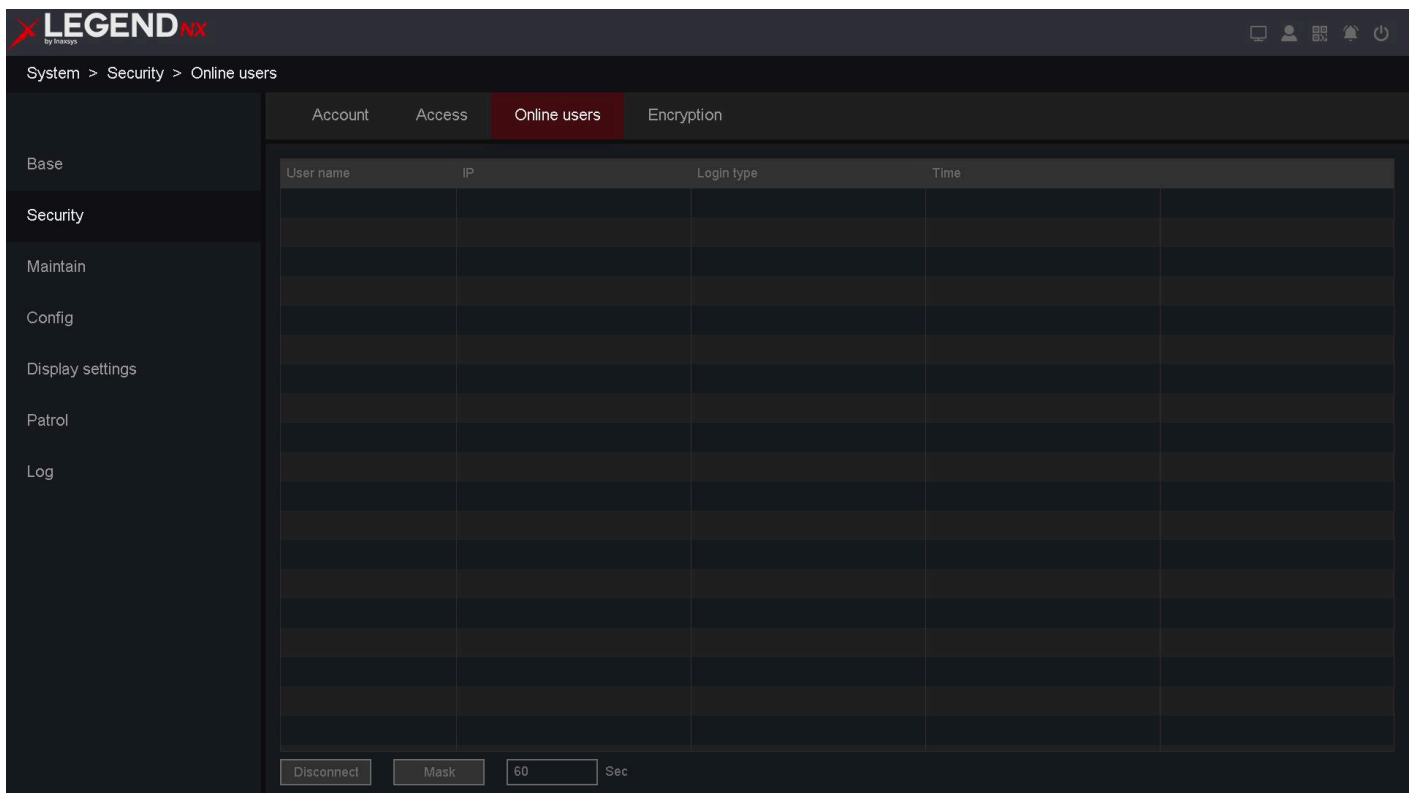 LEGEND NX
by Inaxsys
System > Security > Online users
Account Access Online users Encryption
Base
Security
Maintain
Config
Display settings
Patrol
Log
User name IP Login type Time
Disconnect Mask 60 Sec